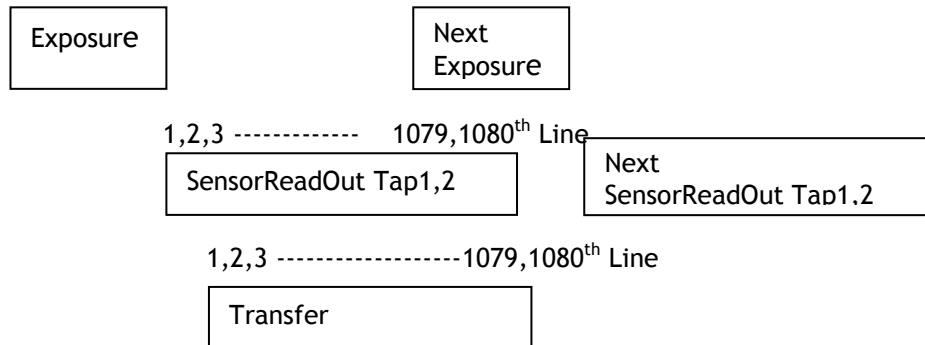 Exposure
Next
Exposure
1,2,3 ------------- 1079,1080th Line
SensorReadOut Tap1,2
Next
SensorReadOut Tap1,2
1,2,3 -------------------1079,1080th Line
Transfer